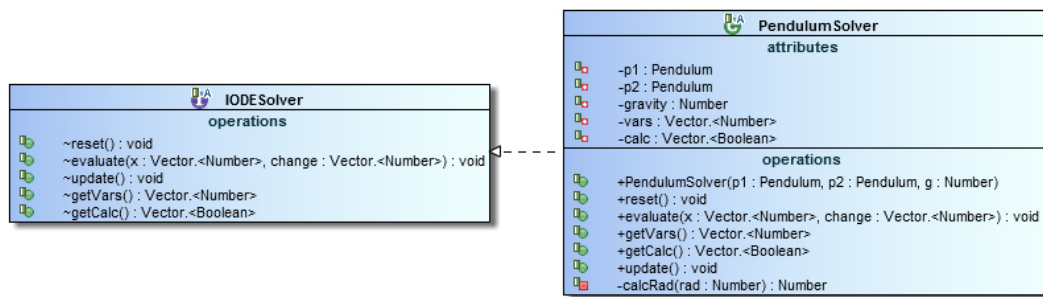 IODESolver
operations
~reset() : void
~evaluate(x : Vector.<Number>, change : Vector.<Number>) : void
~update() : void
~getVars() : Vector.<Number>
~getCalc() : Vector.<Boolean>
PendulumSolver
attributes
-p1 : Pendulum
-p2 : Pendulum
-gravity : Number
-vars : Vector.<Number>
-calc : Vector.<Boolean>
operations
+PendulumSolver(p1 : Pendulum, p2 : Pendulum, g : Number)
+reset() : void
+evaluate(x : Vector.<Number>, change : Vector.<Number>) : void
+getVars() : Vector.<Number>
+getCalc() : Vector.<Boolean>
+update() : void
-calcRad(rad : Number) : Number